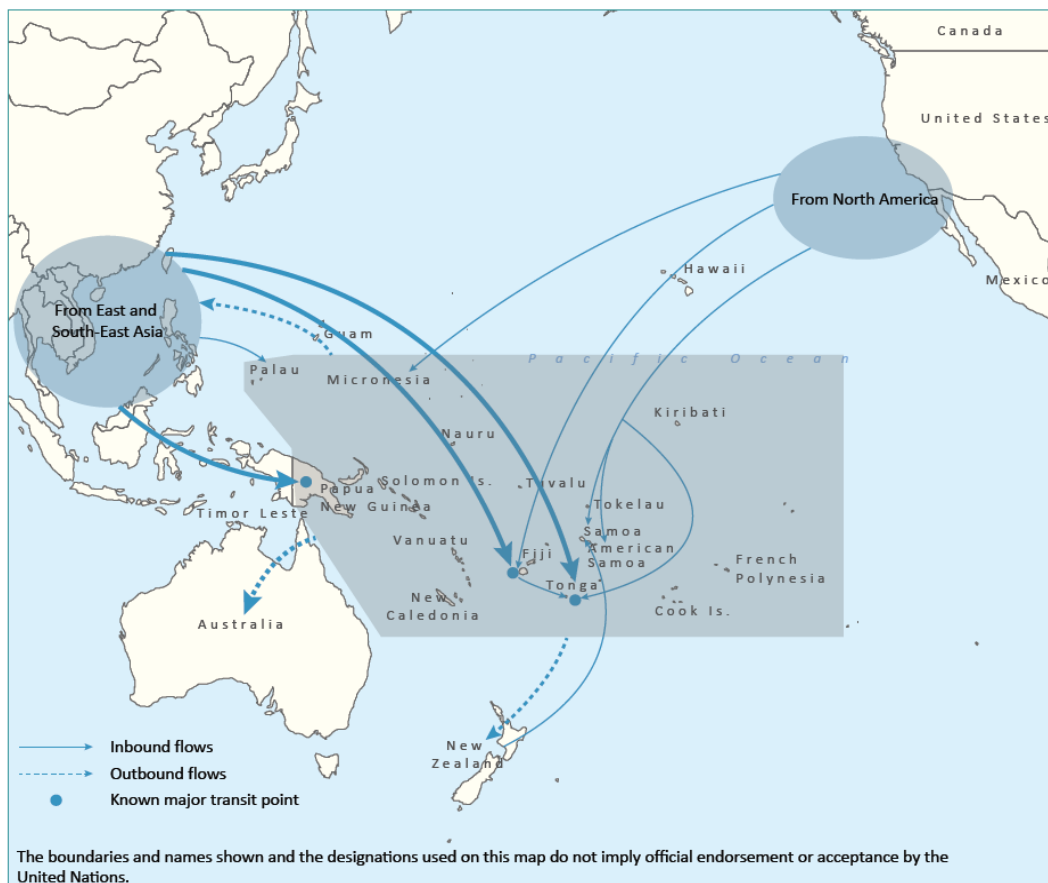 Canada
United States
From North America
Hawaii
Mexico
From East and
South-East Asia
Guam
Pacific Ocean
Palau
Micronesia
Kiribati
Nauru
Solomon Is.
Tuvalu
Papua
New Guinea
Tokelau
Timor Leste
Samoa
Vanuatu
Fiji
American
Samoa
French
Polynesia
Tonga
New
Caledonia
Cook Is.
Australia
New
Zealand
Inbound flows
Outbound flows
Known major transit point
The boundaries and names shown and the designations used on this map do not imply official endorsement or acceptance by the
United Nations.